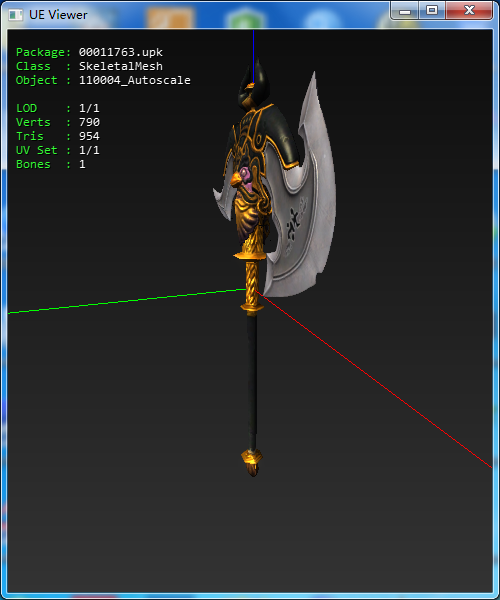 UE Viewer
Package: 00011763.upk
Class : SkeletalMesh
Object : 110004_Autoscale
LOD : 1/1
Verts : 790
Tris : 954
UV Set : 1/1
Bones : 1